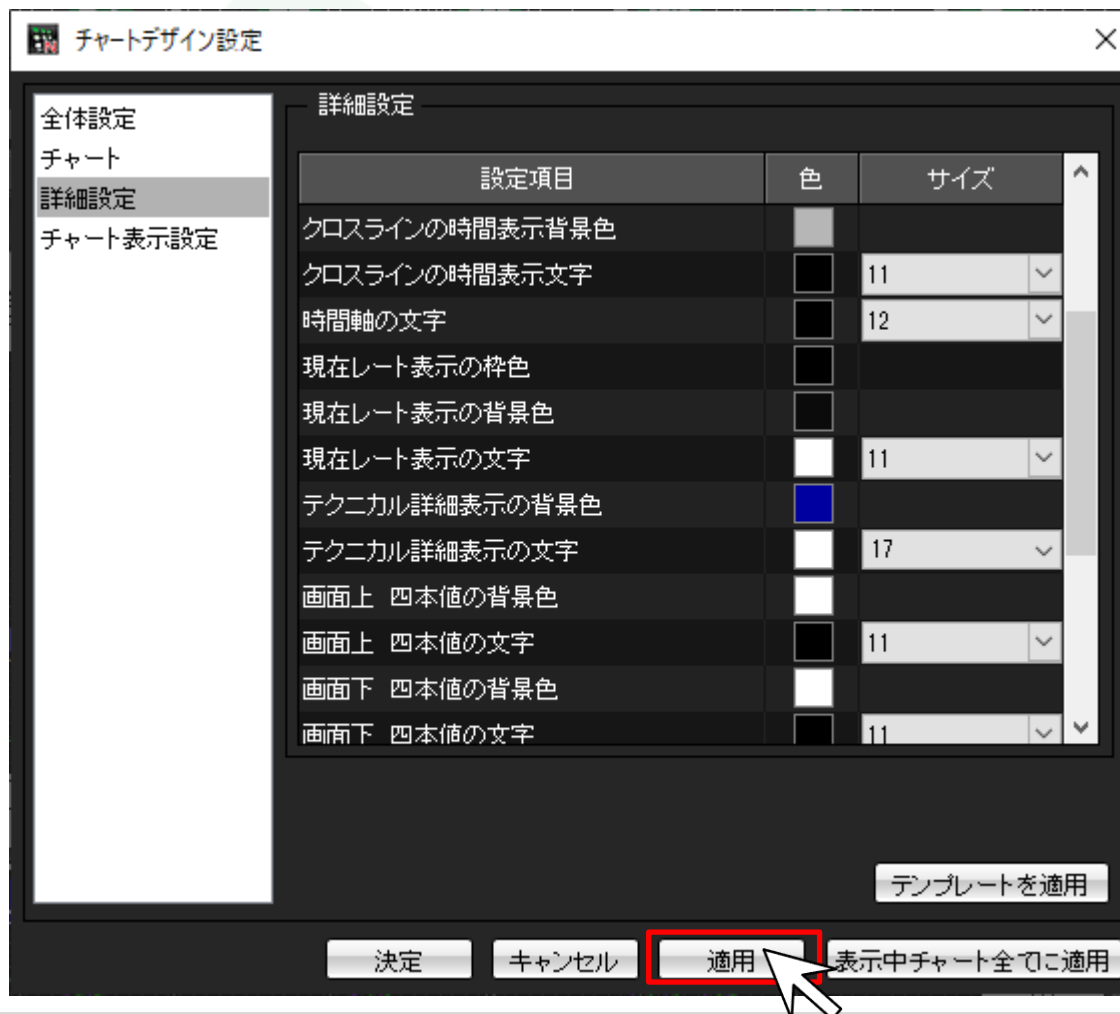 チャートデザイン設定
全体設定
チャート
詳細設定
チャート表示設定
詳細設定
設定項目 色 サイズ
クロスラインの時間表示背景色
クロスラインの時間表示文字 11
時間軸の文字 12
現在レート表示の枠色
現在レート表示の背景色
現在レート表示の文字 11
テクニカル詳細表示の背景色
テクニカル詳細表示の文字 17
画面上 四本値の背景色
画面上 四本値の文字 11
画面下 四本値の背景色
画面下 四本値の文字 11
テンプレートを適用
決定 キャンセル 適用 表示中チャート全てに適用